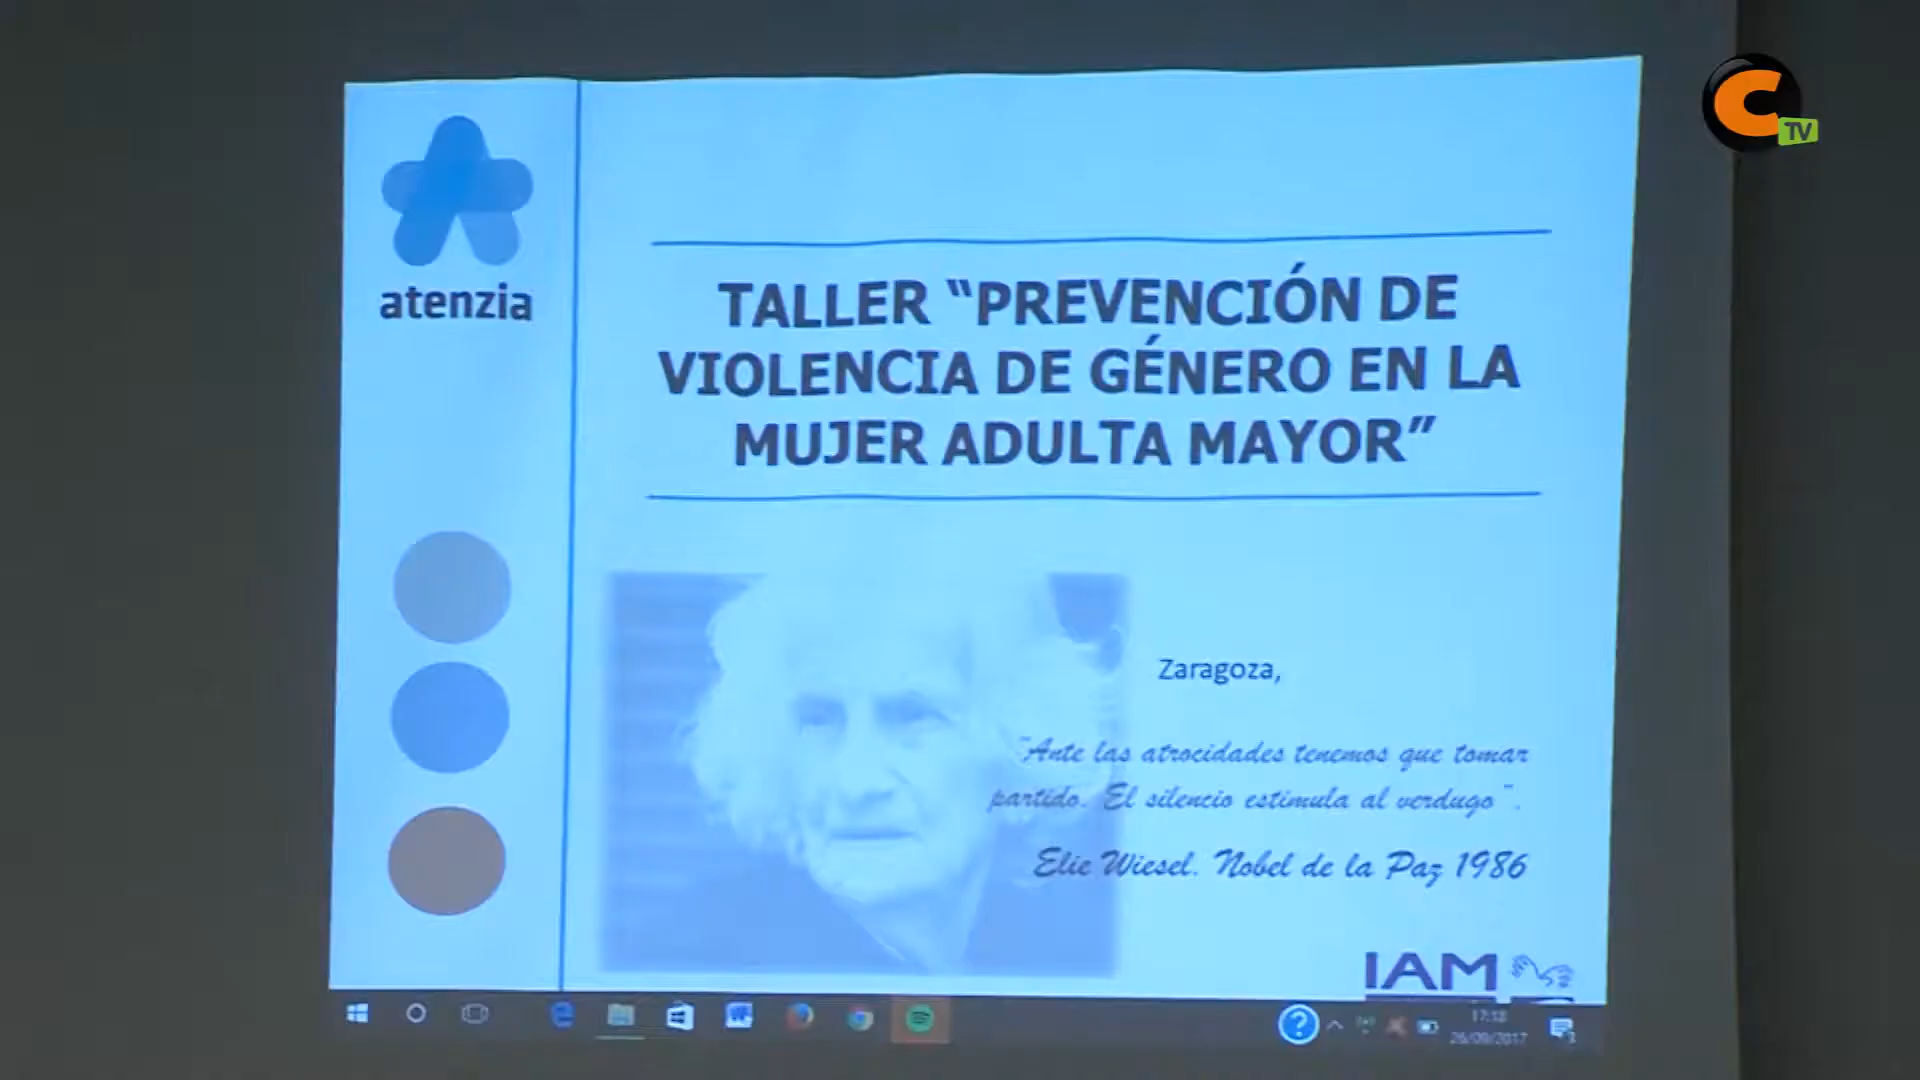 C
TV
atenzia
TALLER “PREVENCIÓN DE
VIOLENCIA DE GÉNERO EN LA
MUJER ADULTA MAYOR”
Zaragoza,
“Ante las atrocidades tenemos que tomar
partido. El silencio estimula al verdugo”.
Elie Wiesel. Nobel de la Paz 1986
IAM
17:18
26/09/2017